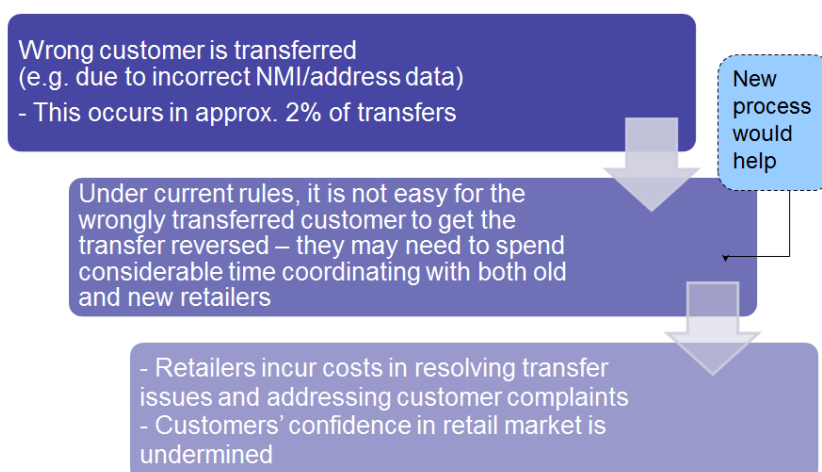 Wrong customer is transferred
(e.g. due to incorrect NMI/address data)
- This occurs in approx. 2% of transfers
New
process
would
help
Under current rules, it is not easy for the
wrongly transferred customer to get the
transfer reversed – they may need to spend
considerable time coordinating with both old
and new retailers
- Retailers incur costs in resolving transfer
issues and addressing customer complaints
- Customers’ confidence in retail market is
undermined